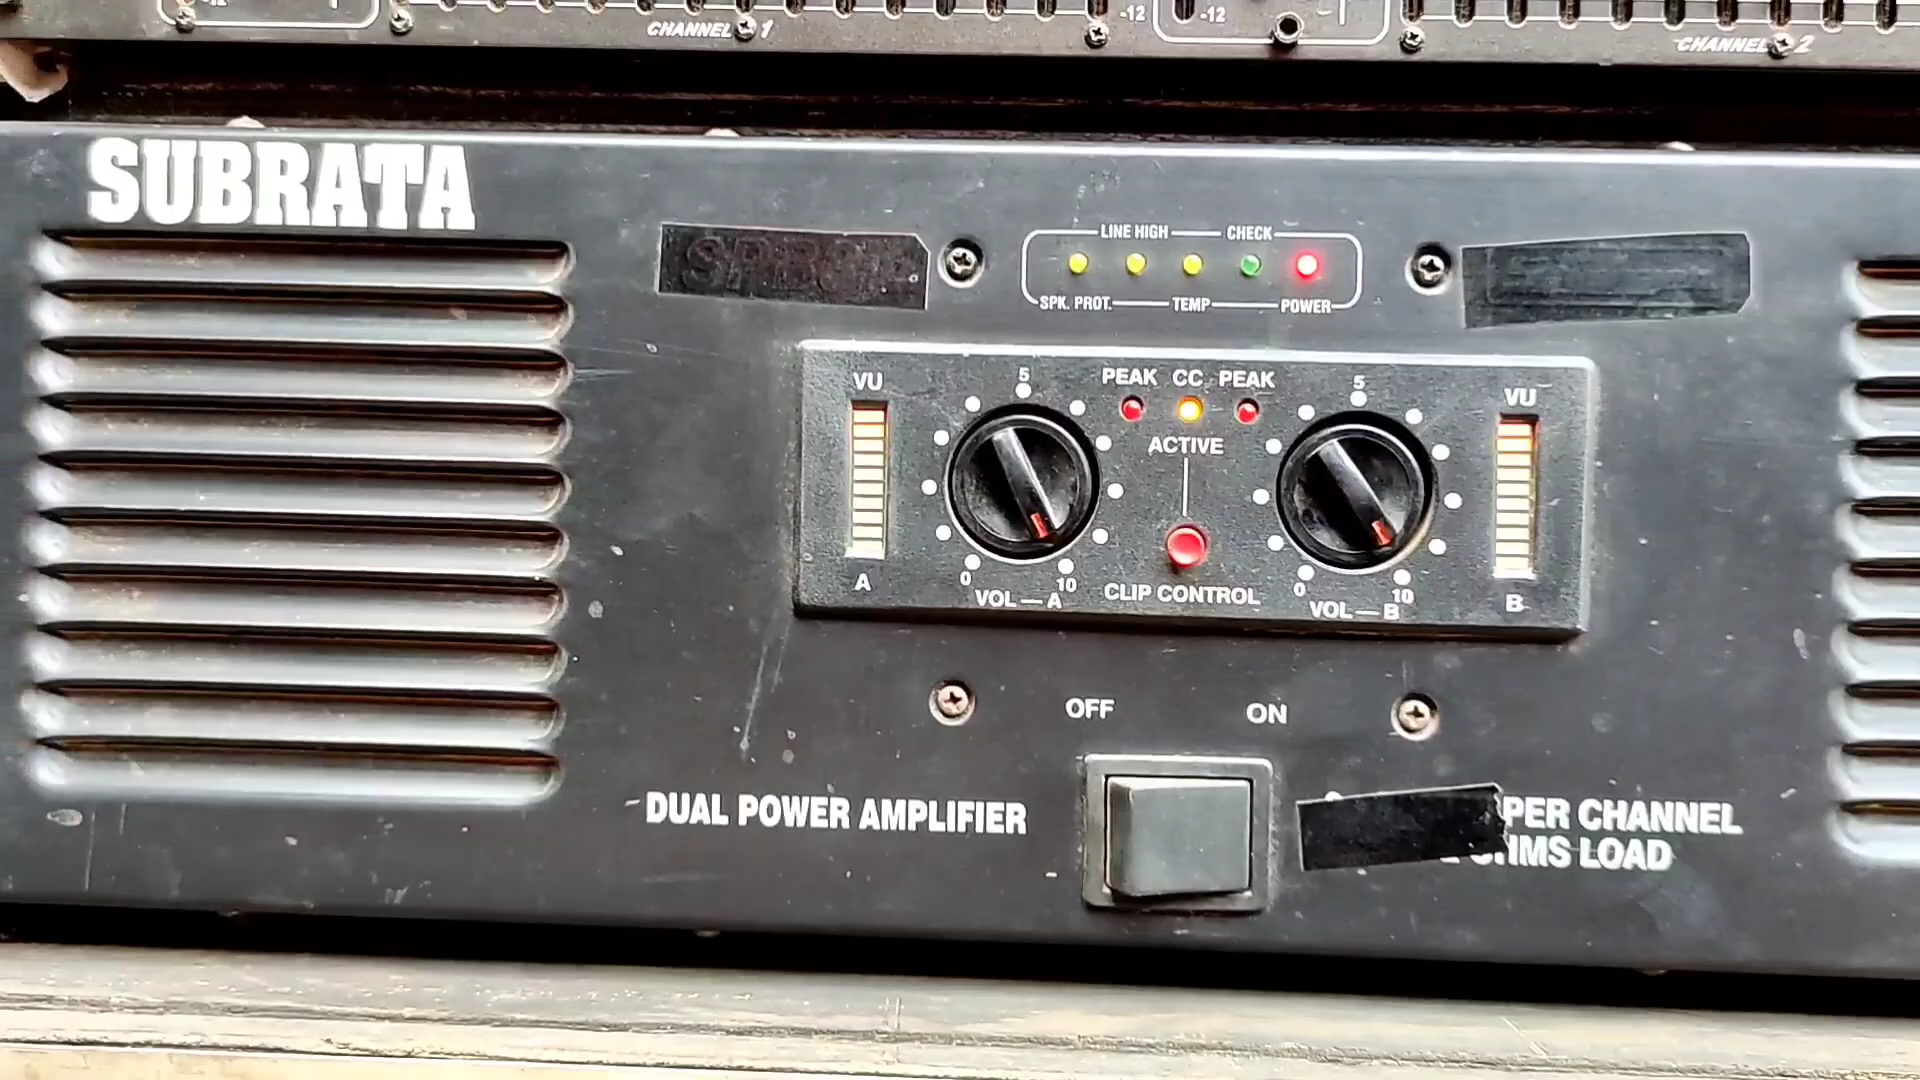 -12
CHANNEL 1
-12
-12
CHANNEL 2
SUBRATA
LINE HIGH
CHECK
SPK. PROT.
TEMP
POWER
VU
5
PEAK CC PEAK
5
VU
ACTIVE
A
0
10
VOL — A
CLIP CONTROL
0
10
VOL — B
B
OFF
ON
DUAL POWER AMPLIFIER
PER CHANNEL
OHMS LOAD